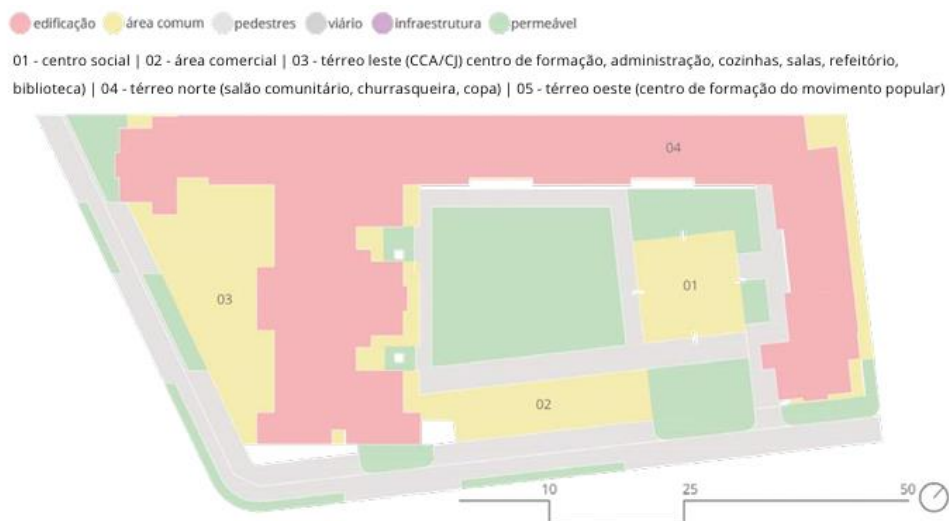 edificação área comum pedestres viário infraestrutura permeável
01 - centro social | 02 - área comercial | 03 - térreo leste (CCA/CJ) centro de formação, administração, cozinhas, salas, refeitório,
biblioteca) | 04 - térreo norte (salão comunitário, churrasqueira, copa) | 05 - térreo oeste (centro de formação do movimento popular)
04
01
03
02
10 25 50